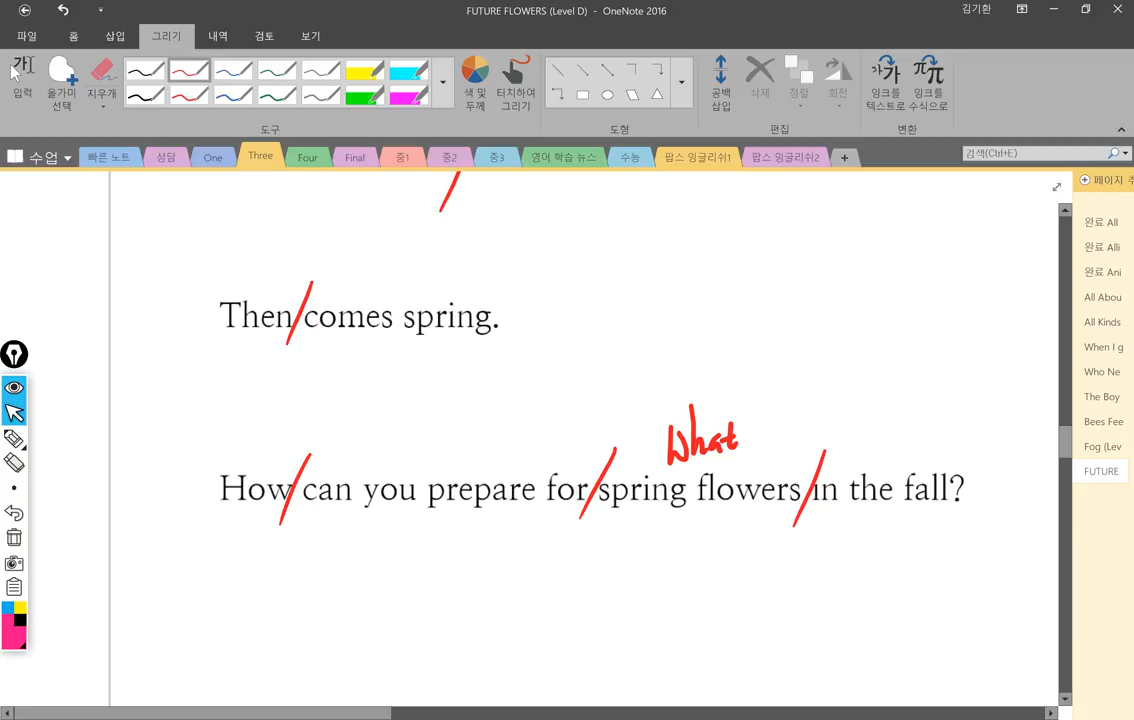 FUTURE FLOWERS (Level D) - OneNote 2016
김기환
파일 홈 삽입 그리기 내역 검토 보기
입력 올가미 선택 지우개 색 및 두께 터치하여 그리기 공백 삽입 삭제 정렬 회전 잉크를 텍스트로 잉크를 수식으로
도구 도형 편집 변환
수업 빠른 노트 상담 One Three Four Final 중1 중2 중3 영어 학습 뉴스 수능 팝스 잉글리쉬1 팝스 잉글리쉬2 +
검색(Ctrl+E)
페이지 추
완료 All
완료 Alli
완료 Ani
All Abou
All Kinds
When I g
Who Ne
The Boy
Bees Fee
Fog (Lev
FUTURE
Then comes spring.
What
How can you prepare for spring flowers in the fall?